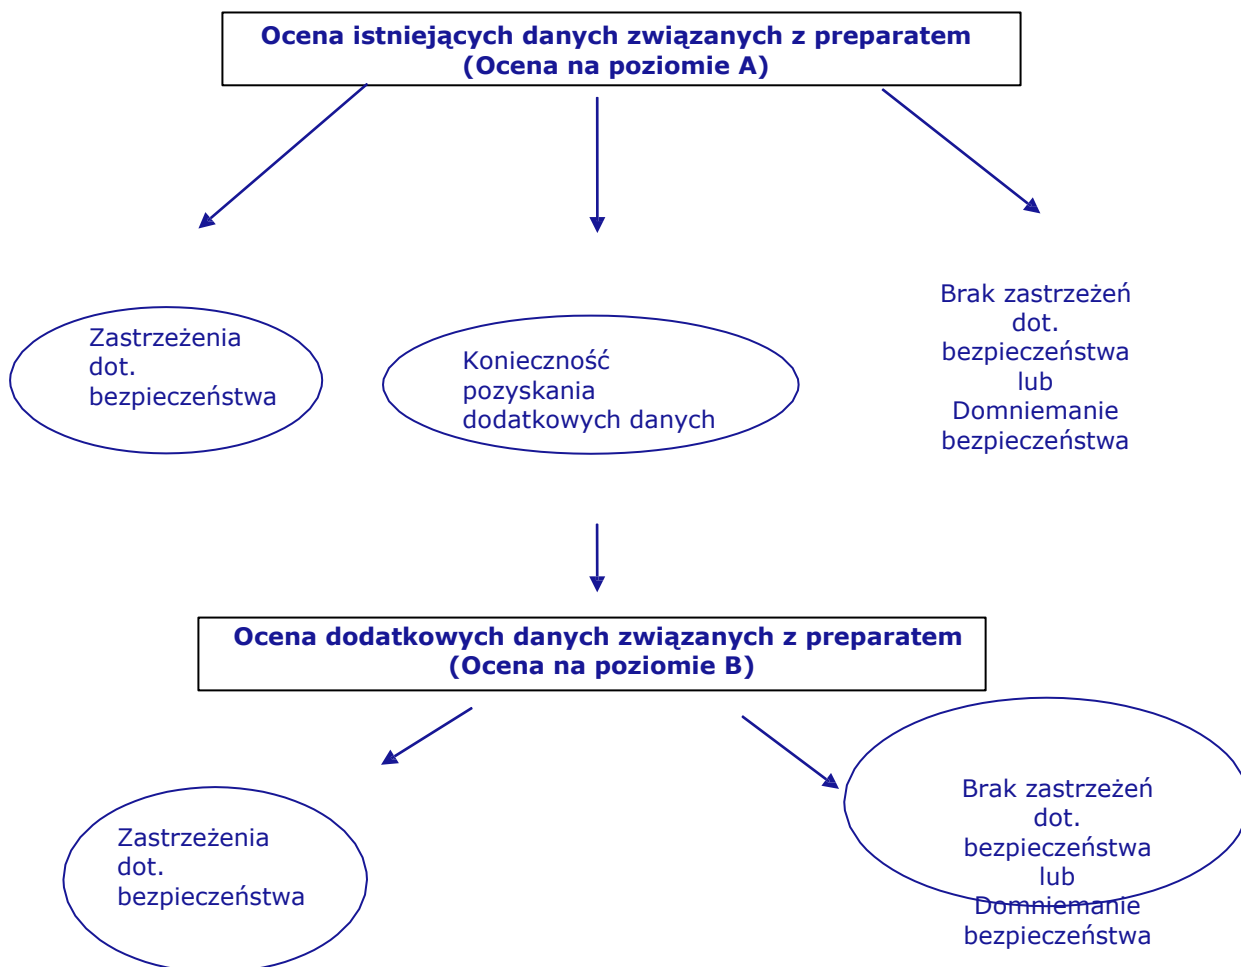 Ocena istniejących danych związanych z preparatem
(Ocena na poziomie A)
Zastrzeżenia
dot.
bezpieczeństwa
Konieczność
pozyskania
dodatkowych danych
Brak zastrzeżeń
dot.
bezpieczeństwa
lub
Domniemanie
bezpieczeństwa
Ocena dodatkowych danych związanych z preparatem
(Ocena na poziomie B)
Zastrzeżenia
dot.
bezpieczeństwa
Brak zastrzeżeń
dot.
bezpieczeństwa
lub
Domniemanie
bezpieczeństwa